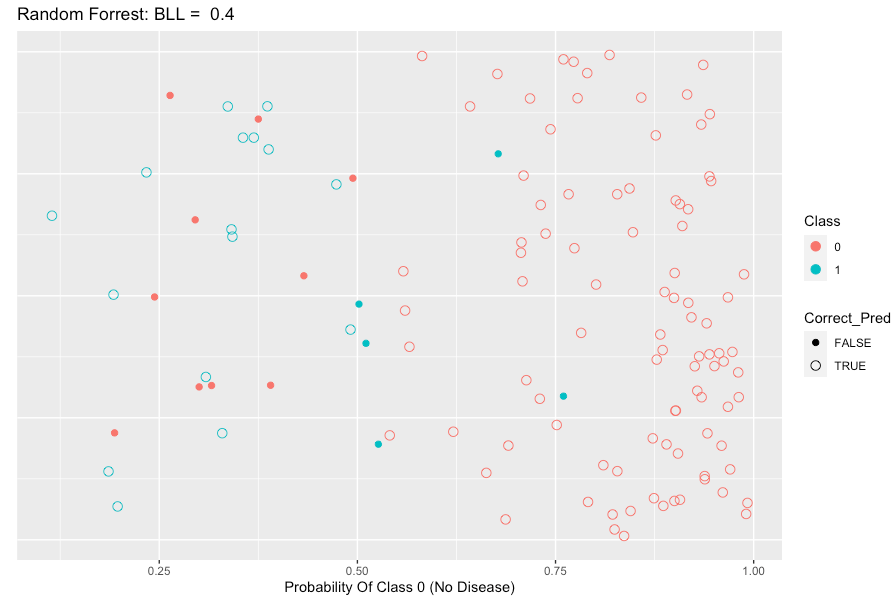 Random Forrest: BLL =  0.4
Class
0
1
Correct_Pred
FALSE
TRUE
0.25 0.50 0.75 1.00
Probability Of Class 0 (No Disease)